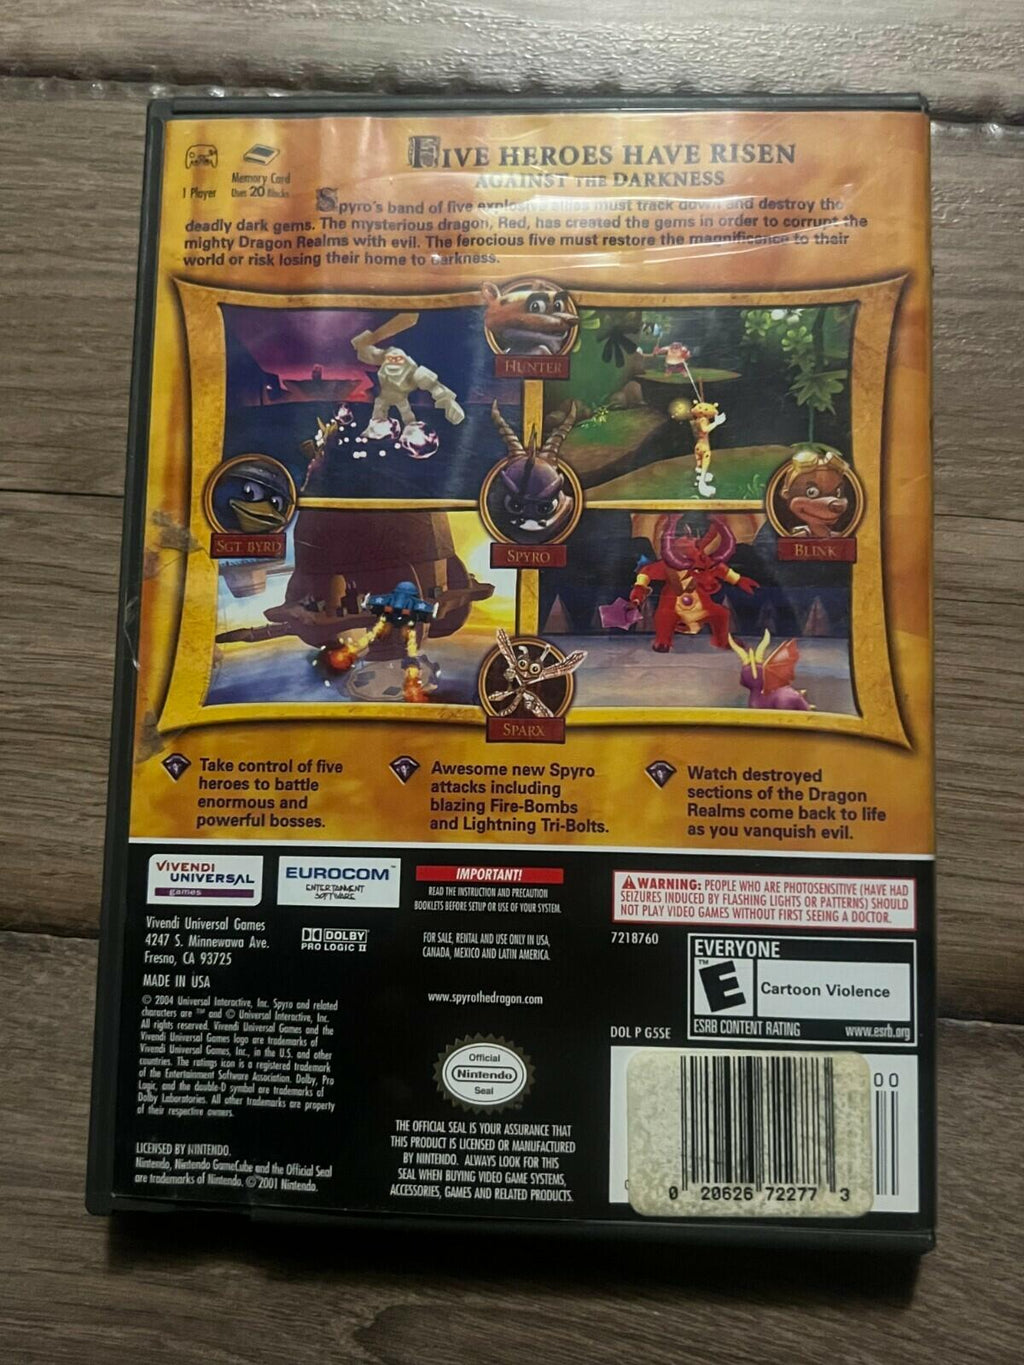 FIVE HEROES HAVE RISEN
AGAINST THE DARKNESS
1 Player
Memory Card
Uses 20 Blocks
Spyro's band of five explosive allies must track down and destroy the
deadly dark gems. The mysterious dragon, Red, has created the gems in order to corrupt the
mighty Dragon Realms with evil. The ferocious five must restore the magnificence to their
world or risk losing their home to darkness.
HUNTER
SGT. BYRD
SPYRO
BLINK
SPARX
Take control of five
heroes to battle
enormous and
powerful bosses.
Awesome new Spyro
attacks including
blazing Fire-Bombs
and Lightning Tri-Bolts.
Watch destroyed
sections of the Dragon
Realms come back to life
as you vanquish evil.
VIVENDI
UNIVERSAL
games
EUROCOM™
ENTERTAINMENT
SOFTWARE
Vivendi Universal Games
4247 S. Minnewawa Ave.
Fresno, CA 93725
DOLBY
PRO LOGIC II
MADE IN USA
© 2004 Universal Interactive, Inc. Spyro and related
characters are ™ and © Universal Interactive, Inc.
All rights reserved. Vivendi Universal Games and the
Vivendi Universal Games logo are trademarks of
Vivendi Universal Games, Inc., in the U.S. and other
countries. The ratings icon is a registered trademark
of the Entertainment Software Association. Dolby, Pro
Logic, and the double-D symbol are trademarks of
Dolby Laboratories. All other trademarks are property
of their respective owners.
LICENSED BY NINTENDO.
Nintendo, Nintendo GameCube and the Official Seal
are trademarks of Nintendo. © 2001 Nintendo.
IMPORTANT!
READ THE INSTRUCTION AND PRECAUTION
BOOKLETS BEFORE SETUP OR USE OF YOUR SYSTEM.
FOR SALE, RENTAL AND USE ONLY IN USA,
CANADA, MEXICO AND LATIN AMERICA.
www.spyrothedragon.com
Official
Nintendo
Seal
THE OFFICIAL SEAL IS YOUR ASSURANCE THAT
THIS PRODUCT IS LICENSED OR MANUFACTURED
BY NINTENDO. ALWAYS LOOK FOR THIS
SEAL WHEN BUYING VIDEO GAME SYSTEMS,
ACCESSORIES, GAMES AND RELATED PRODUCTS.
WARNING: PEOPLE WHO ARE PHOTOSENSITIVE (HAVE HAD
SEIZURES INDUCED BY FLASHING LIGHTS OR PATTERNS) SHOULD
NOT PLAY VIDEO GAMES WITHOUT FIRST SEEING A DOCTOR.
7218760
EVERYONE
™
E
Cartoon Violence
ESRB CONTENT RATING www.esrb.org
DOL P G5SE
00
0 20626 72277 3